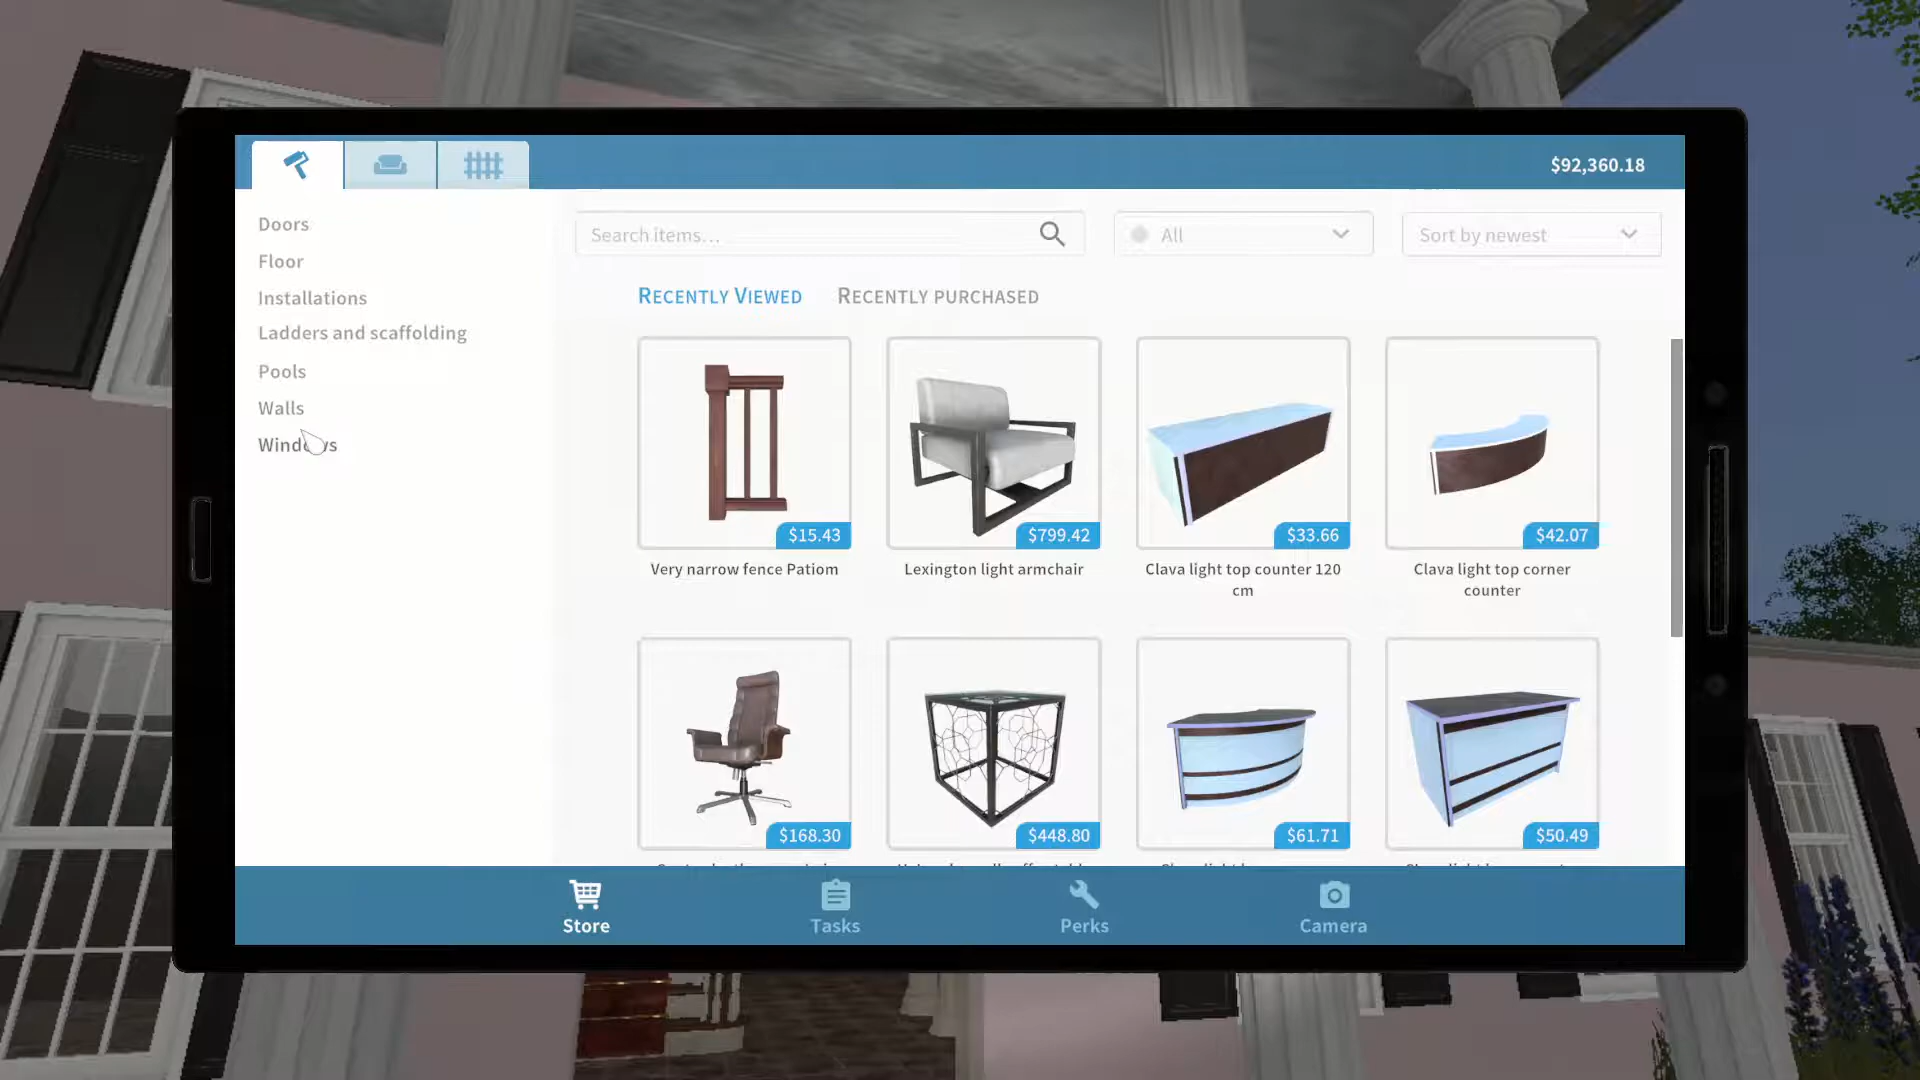 $92,360.18
Doors
Floor
Installations
Ladders and scaffolding
Pools
Walls
Windows
Search items...
All
Sort by newest
RECENTLY VIEWED
RECENTLY PURCHASED
$15.43
$799.42
$33.66
$42.07
Very narrow fence Patiom
Lexington light armchair
Clava light top counter 120
cm
Clava light top corner
counter
$168.30
$448.80
$61.71
$50.49
Store
Tasks
Perks
Camera